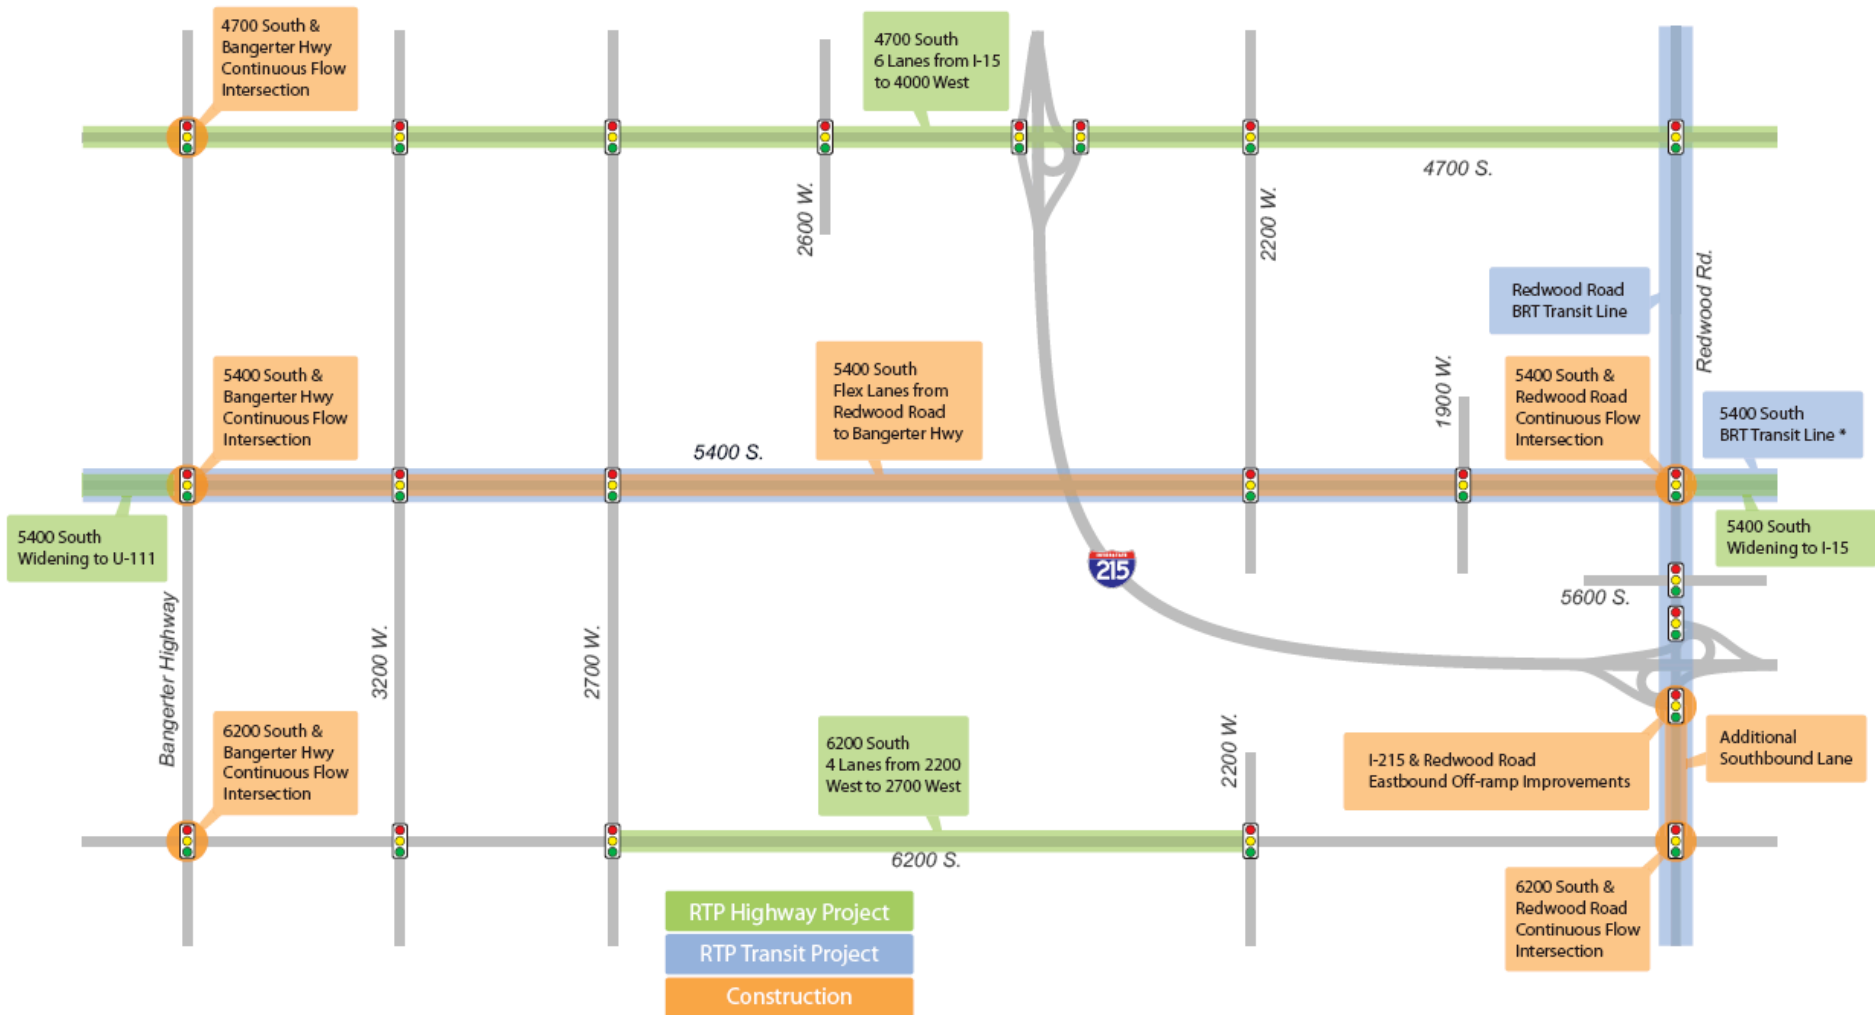 4700 South &
Bangerter Hwy
Continuous Flow
Intersection
4700 South
6 Lanes from I-15
to 4000 West
4700 S.
2600 W.
2200 W.
Redwood Rd.
Redwood Road
BRT Transit Line
5400 South &
Bangerter Hwy
Continuous Flow
Intersection
5400 South
Flex Lanes from
Redwood Road
to Bangerter Hwy
1900 W.
5400 South &
Redwood Road
Continuous Flow
Intersection
5400 South
BRT Transit Line *
5400 S.
5400 South
Widening to U-111
5400 South
Widening to I-15
INTERSTATE
215
5600 S.
Bangerter Highway
3200 W.
2700 W.
6200 South &
Bangerter Hwy
Continuous Flow
Intersection
6200 South
4 Lanes from 2200
West to 2700 West
2200 W.
I-215 & Redwood Road
Eastbound Off-ramp Improvements
Additional
Southbound Lane
6200 S.
6200 South &
Redwood Road
Continuous Flow
Intersection
RTP Highway Project
RTP Transit Project
Construction